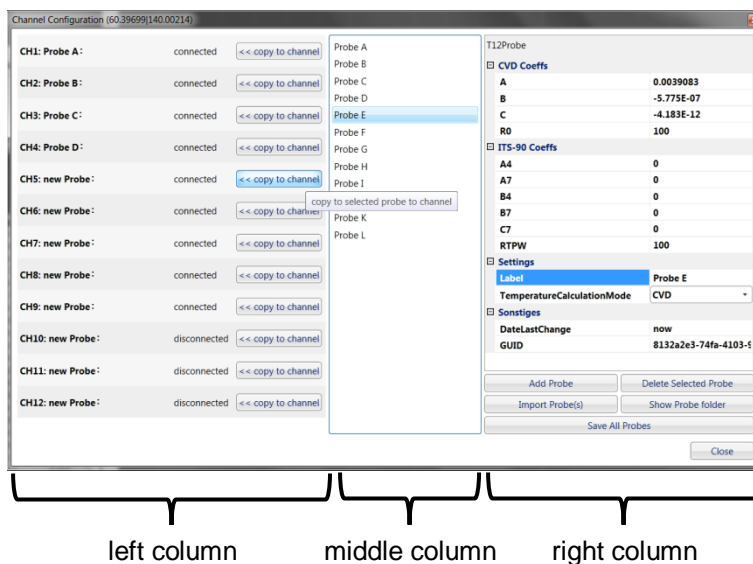 Channel Configuration (60.39699|140.00214)
CH1: Probe A: connected << copy to channel
CH2: Probe B: connected << copy to channel
CH3: Probe C: connected << copy to channel
CH4: Probe D: connected << copy to channel
CH5: new Probe: connected << copy to channel
CH6: new Probe: connected << copy to channel
CH7: new Probe: connected << copy to channel
CH8: new Probe: connected << copy to channel
CH9: new Probe: connected << copy to channel
CH10: new Probe: disconnected << copy to channel
CH11: new Probe: disconnected << copy to channel
CH12: new Probe: disconnected << copy to channel
Probe A
Probe B
Probe C
Probe D
Probe E
Probe F
Probe G
Probe H
Probe I
copy to selected probe to channel
Probe K
Probe L
T12Probe
CVD Coeffs
A 0.0039083
B -5.775E-07
C -4.183E-12
R0 100
ITS-90 Coeffs
A4 0
A7 0
B4 0
B7 0
C7 0
RTPW 100
Settings
Label Probe E
TemperatureCalculationMode CVD
Sonstiges
DateLastChange now
GUID 8132a2e3-74fa-4103-9
Add Probe Delete Selected Probe
Import Probe(s) Show Probe folder
Save All Probes
Close
left column middle column right column